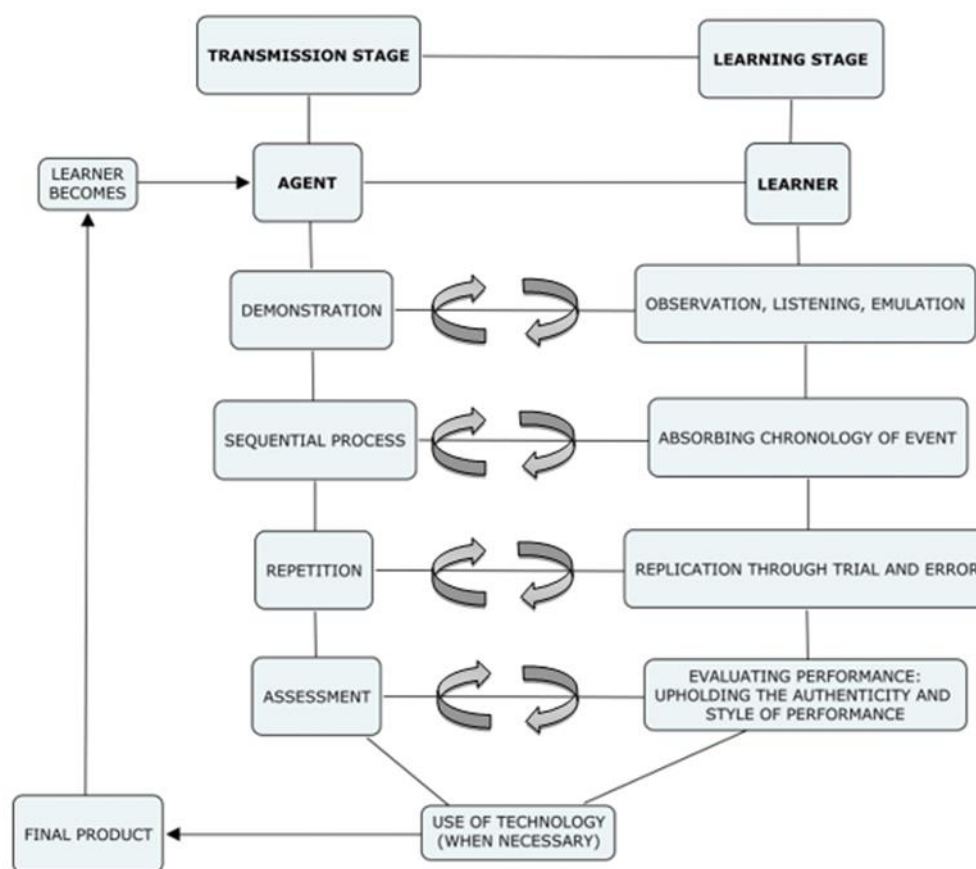 TRANSMISSION STAGE
LEARNING STAGE
LEARNER
BECOMES
AGENT
LEARNER
DEMONSTRATION
OBSERVATION, LISTENING, EMULATION
SEQUENTIAL PROCESS
ABSORBING CHRONOLOGY OF EVENT
REPETITION
REPLICATION THROUGH TRIAL AND ERROR
ASSESSMENT
EVALUATING PERFORMANCE:
UPHOLDING THE AUTHENTICITY AND
STYLE OF PERFORMANCE
FINAL PRODUCT
USE OF TECHNOLOGY
(WHEN NECESSARY)